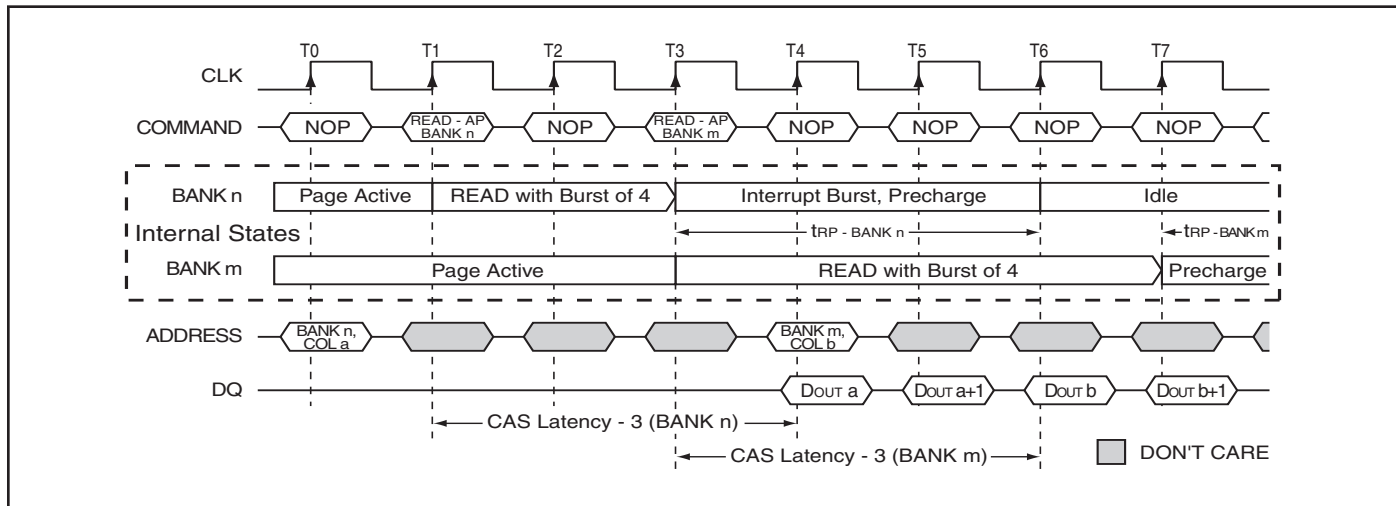 T0 T1 T2 T3 T4 T5 T6 T7
CLK
COMMAND NOP READ - AP BANK n NOP READ - AP BANK m NOP NOP NOP NOP
BANK n Page Active READ with Burst of 4 Interrupt Burst, Precharge Idle
Internal States tRP - BANK n tRP - BANK m
BANK m Page Active READ with Burst of 4 Precharge
ADDRESS BANK n, COL a BANK m, COL b
DQ DOUT a DOUT a+1 DOUT b DOUT b+1
CAS Latency - 3 (BANK n)
CAS Latency - 3 (BANK m) DON'T CARE